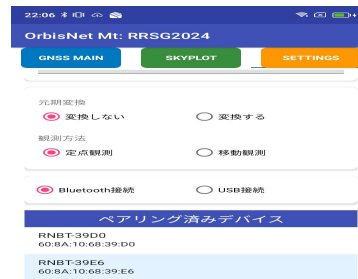 22:06
OrbisNet Mt: RRSG2024
GNSS MAIN SKYPLOT SETTINGS
元期変換
変換しない 変換する
観測方法
定点観測 移動観測
Bluetooth接続 USB接続
ペアリング済みデバイス
RNBT-39D0
60:8A:10:68:39:D0
RNBT-39E6
60:8A:10:68:39:E6